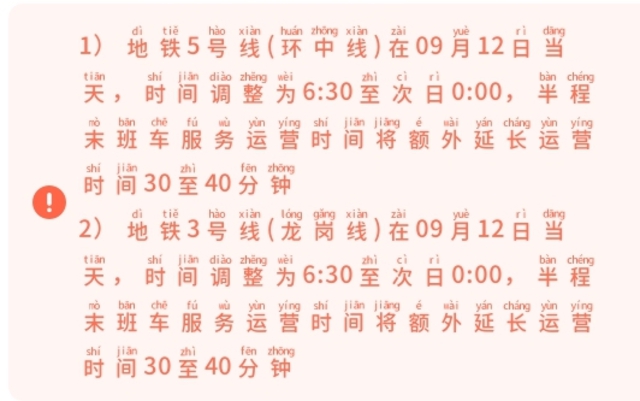 dì tiě hào xiàn huán zhōng xiàn zài yuè rì dāng
1） 地铁5号线(环中线)在09月12日当
tiān shí jiān diào zhěng wèi zhì cì rì bàn chéng
天，时间调整为6:30至次日0:00，半程
mò bān chē fú wù yùn yíng shí jiān jiāng é wài yán cháng yùn yíng
末班车服务运营时间将额外延长运营
shí jiān zhì fēn zhōng
时间30至40分钟
dì tiě hào xiàn lóng gǎng xiàn zài yuè rì dāng
2） 地铁3号线(龙岗线)在09月12日当
tiān shí jiān diào zhěng wèi zhì cì rì bàn chéng
天，时间调整为6:30至次日0:00，半程
mò bān chē fú wù yùn yíng shí jiān jiāng é wài yán cháng yùn yíng
末班车服务运营时间将额外延长运营
shí jiān zhì fēn zhōng
时间30至40分钟